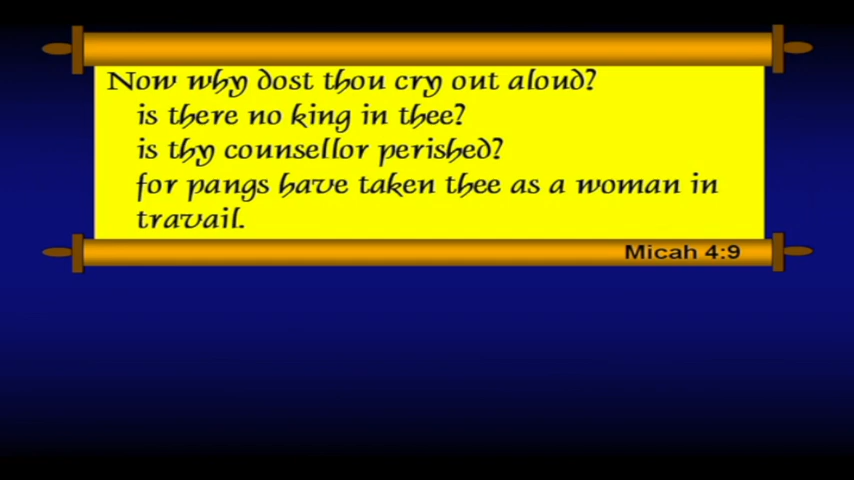 Now why dost thou cry out aloud?
is there no king in thee?
is thy counsellor perished?
for pangs have taken thee as a woman in
travail.
Micah 4:9